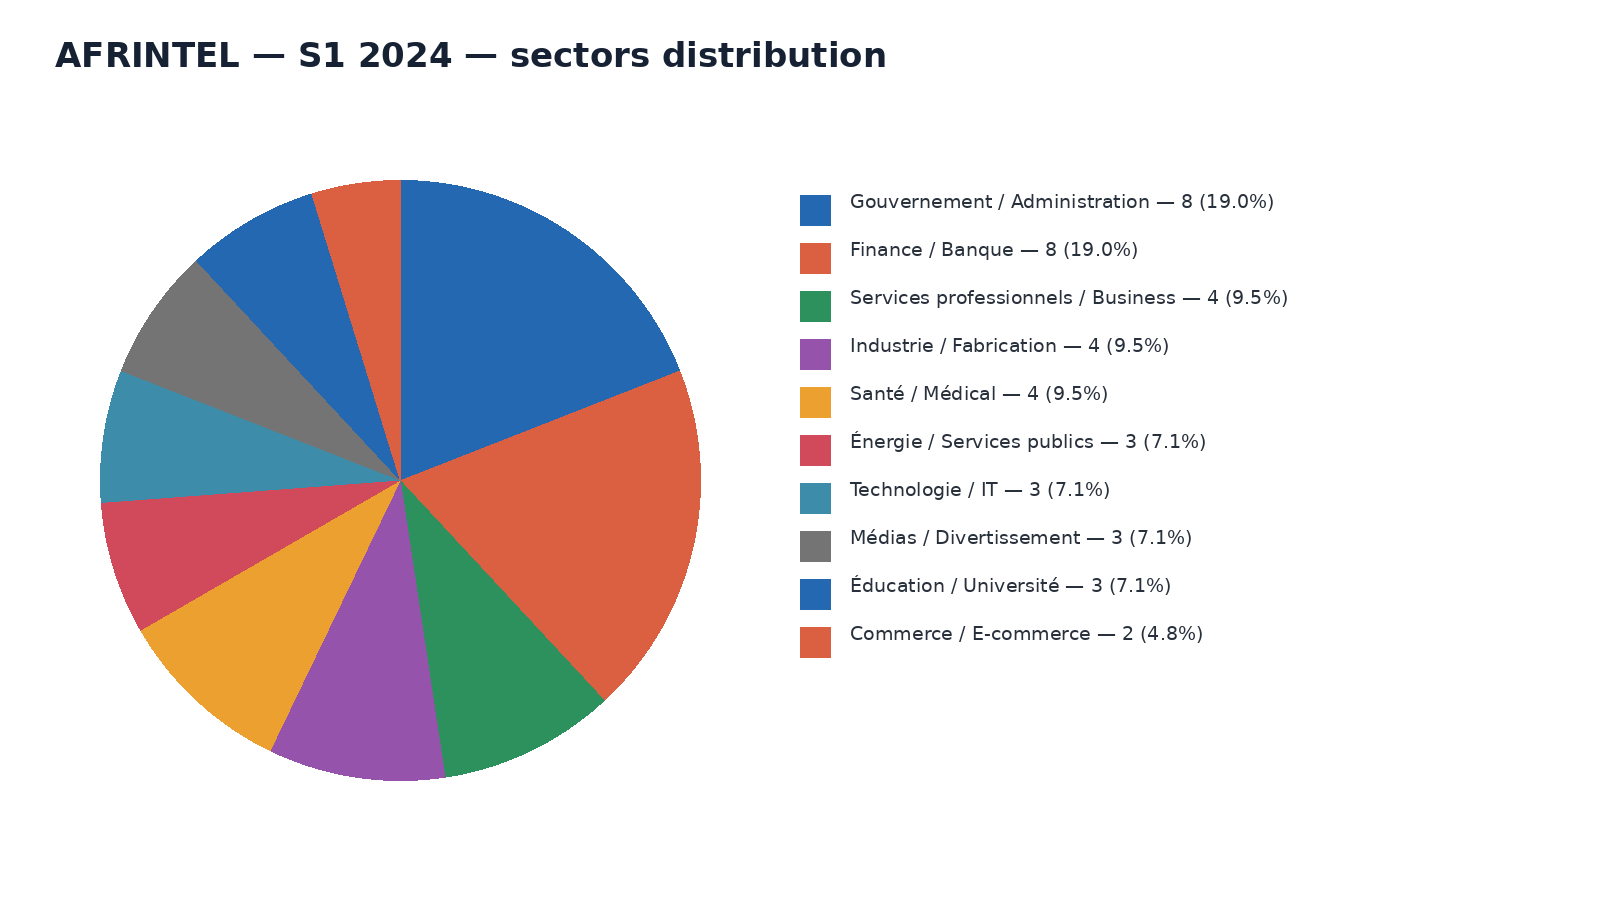 AFRINTEL — S1 2024 — sectors distribution
Gouvernement / Administration — 8 (19.0%)
Finance / Banque — 8 (19.0%)
Services professionnels / Business — 4 (9.5%)
Industrie / Fabrication — 4 (9.5%)
Santé / Médical — 4 (9.5%)
Énergie / Services publics — 3 (7.1%)
Technologie / IT — 3 (7.1%)
Médias / Divertissement — 3 (7.1%)
Éducation / Université — 3 (7.1%)
Commerce / E-commerce — 2 (4.8%)